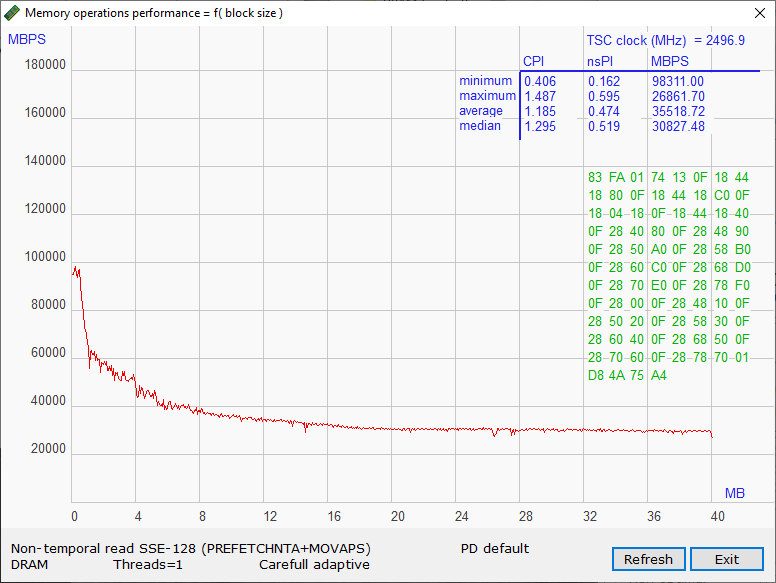 Memory operations performance = f( block size )
MBPS
TSC clock (MHz) = 2496.9
CPI nsPI MBPS
minimum 0.406 0.162 98311.00
maximum 1.487 0.595 26861.70
average 1.185 0.474 35518.72
median 1.295 0.519 30827.48
180000
160000
140000
120000
100000
80000
60000
40000
20000
83 FA 01 74 13 0F 18 44
18 80 0F 18 44 18 C0 0F
18 04 18 0F 18 44 18 40
0F 28 40 80 0F 28 48 90
0F 28 50 A0 0F 28 58 B0
0F 28 60 C0 0F 28 68 D0
0F 28 70 E0 0F 28 78 F0
0F 28 00 0F 28 48 10 0F
28 50 20 0F 28 58 30 0F
28 60 40 0F 28 68 50 0F
28 70 60 0F 28 78 70 01
D8 4A 75 A4
MB
0 4 8 12 16 20 24 28 32 36 40
Non-temporal read SSE-128 (PREFETCHNTA+MOVAPS) PD default
DRAM Threads=1 Carefull adaptive
Refresh Exit